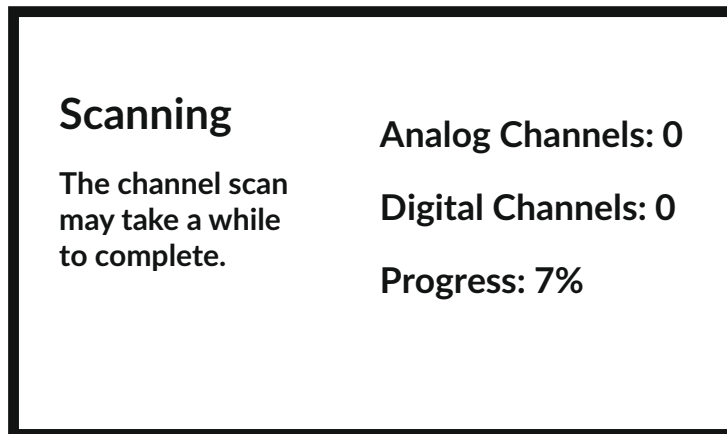 Scanning
The channel scan
may take a while
to complete.
Analog Channels: 0
Digital Channels: 0
Progress: 7%